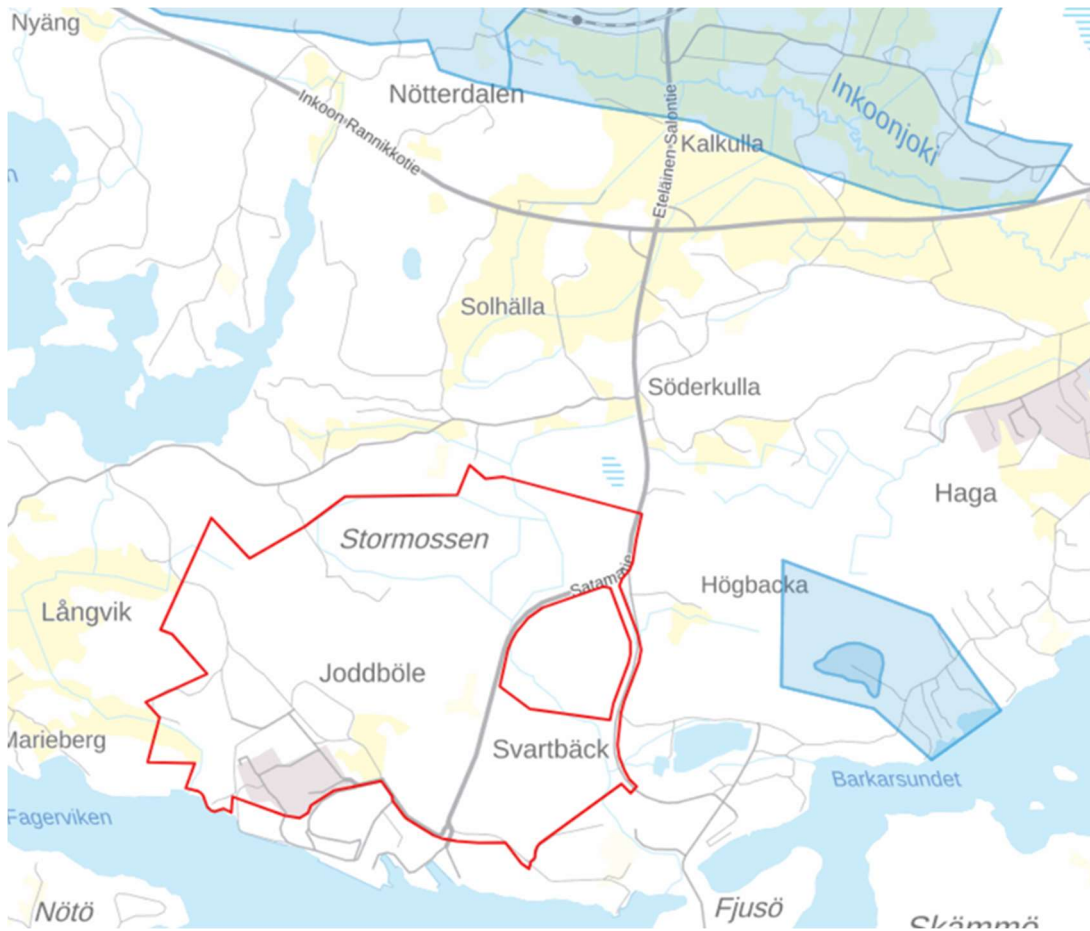 Nyäng
Nötterdalen
Inkoon Rannikkotie
Eteläinen Salontie
Kalkulla
Inkoonjoki
n
Solhälla
Söderkulla
Haga
Stormossen
Satamatie
Högbacka
Långvik
Joddböle
Marieberg
Svartbäck
Barkarsundet
Fagerviken
Nötö
Fjusö
Skämmö